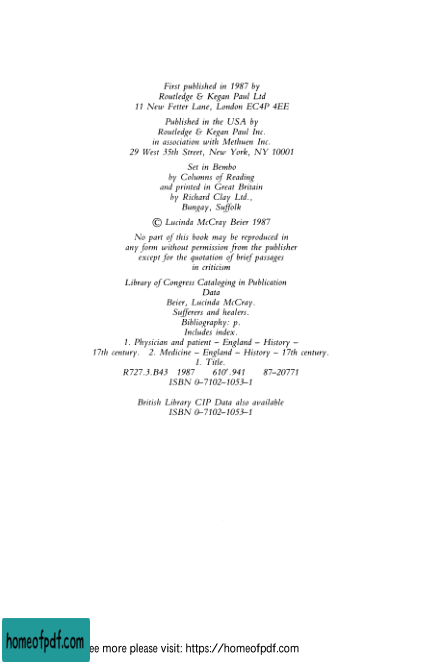 First published in 1987 by
Routledge & Kegan Paul Ltd
11 New Fetter Lane, London EC4P 4EE
Published in the USA by
Routledge & Kegan Paul Inc.
in association with Methuen Inc.
29 West 35th Street, New York, NY 10001
Set in Bembo
by Columns of Reading
and printed in Great Britain
by Richard Clay Ltd.,
Bungay, Suffolk
© Lucinda McCray Beier 1987
No part of this book may be reproduced in
any form without permission from the publisher
except for the quotation of brief passages
in criticism
Library of Congress Cataloging in Publication
Data
Beier, Lucinda McCray.
Sufferers and healers.
Bibliography: p.
Includes index.
1. Physician and patient – England – History –
17th century. 2. Medicine – England – History – 17th century.
1. Title.
R727.3.B43 1987 610'.941 87–20771
ISBN 0–7102–1053–1
British Library CIP Data also available
ISBN 0–7102–1053–1
homeofpdf.com
ee more please visit: https://homeofpdf.com